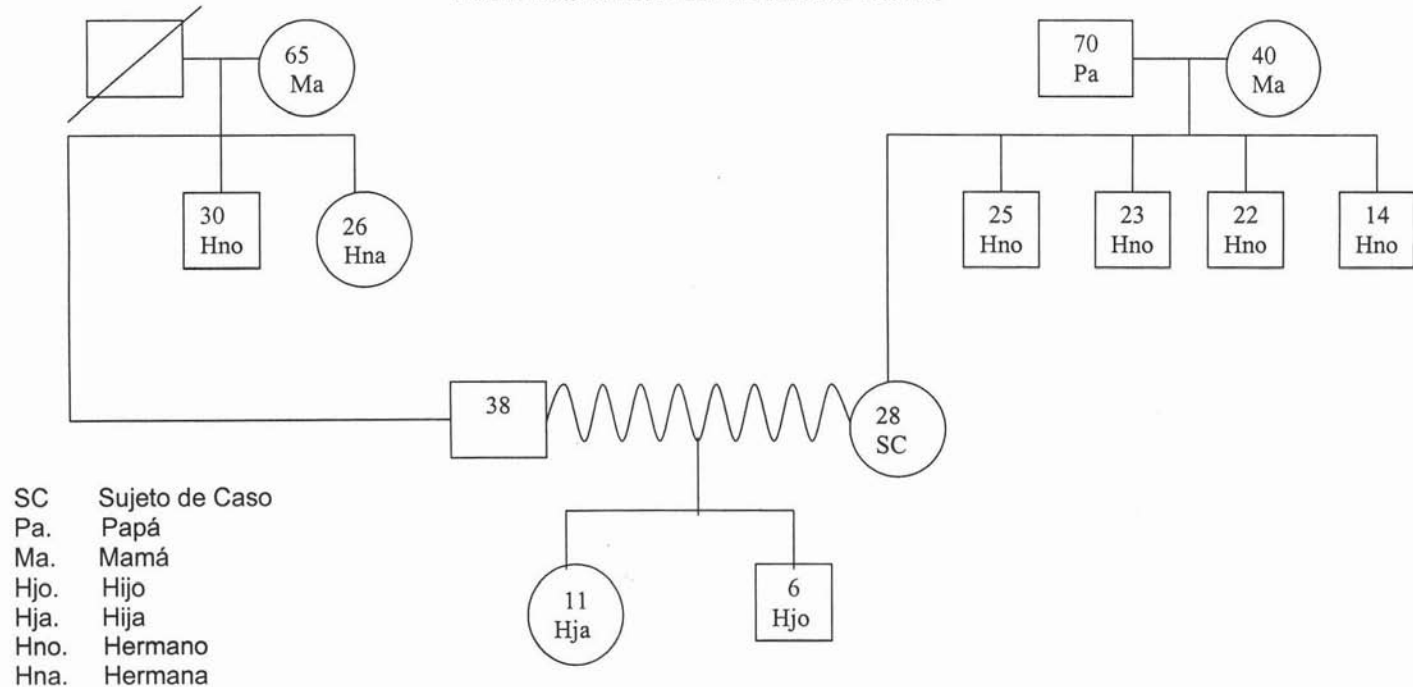 65
Ma
70
Pa
40
Ma
30
Hno
26
Hna
25
Hno
23
Hno
22
Hno
14
Hno
38
28
SC
11
Hja
6
Hjo
SC Sujeto de Caso
Pa. Papá
Ma. Mamá
Hjo. Hijo
Hja. Hija
Hno. Hermano
Hna. Hermana